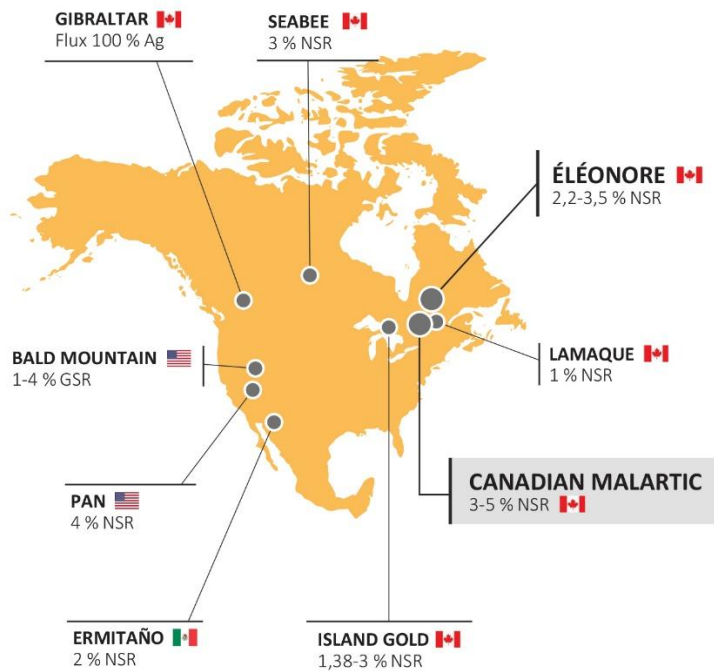 GIBRALTAR
Flux 100 % Ag
SEABEE
3 % NSR
ÉLÉONORE
2,2-3,5 % NSR
BALD MOUNTAIN
1-4 % GSR
LAMAQUE
1 % NSR
CANADIAN MALARTIC
3-5 % NSR
PAN
4 % NSR
ERMITAÑO
2 % NSR
ISLAND GOLD
1,38-3 % NSR